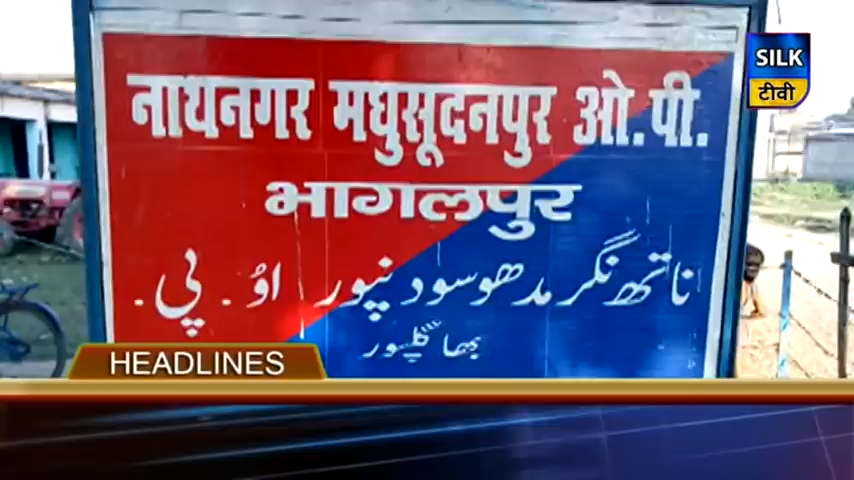 SILK
टीवी
नाथनगर मधुसूदनपुर ओ.पी.
भागलपुर
ناتھ نگر مدھوسودنپور اوُ . پی .
بھاگلپور
HEADLINES